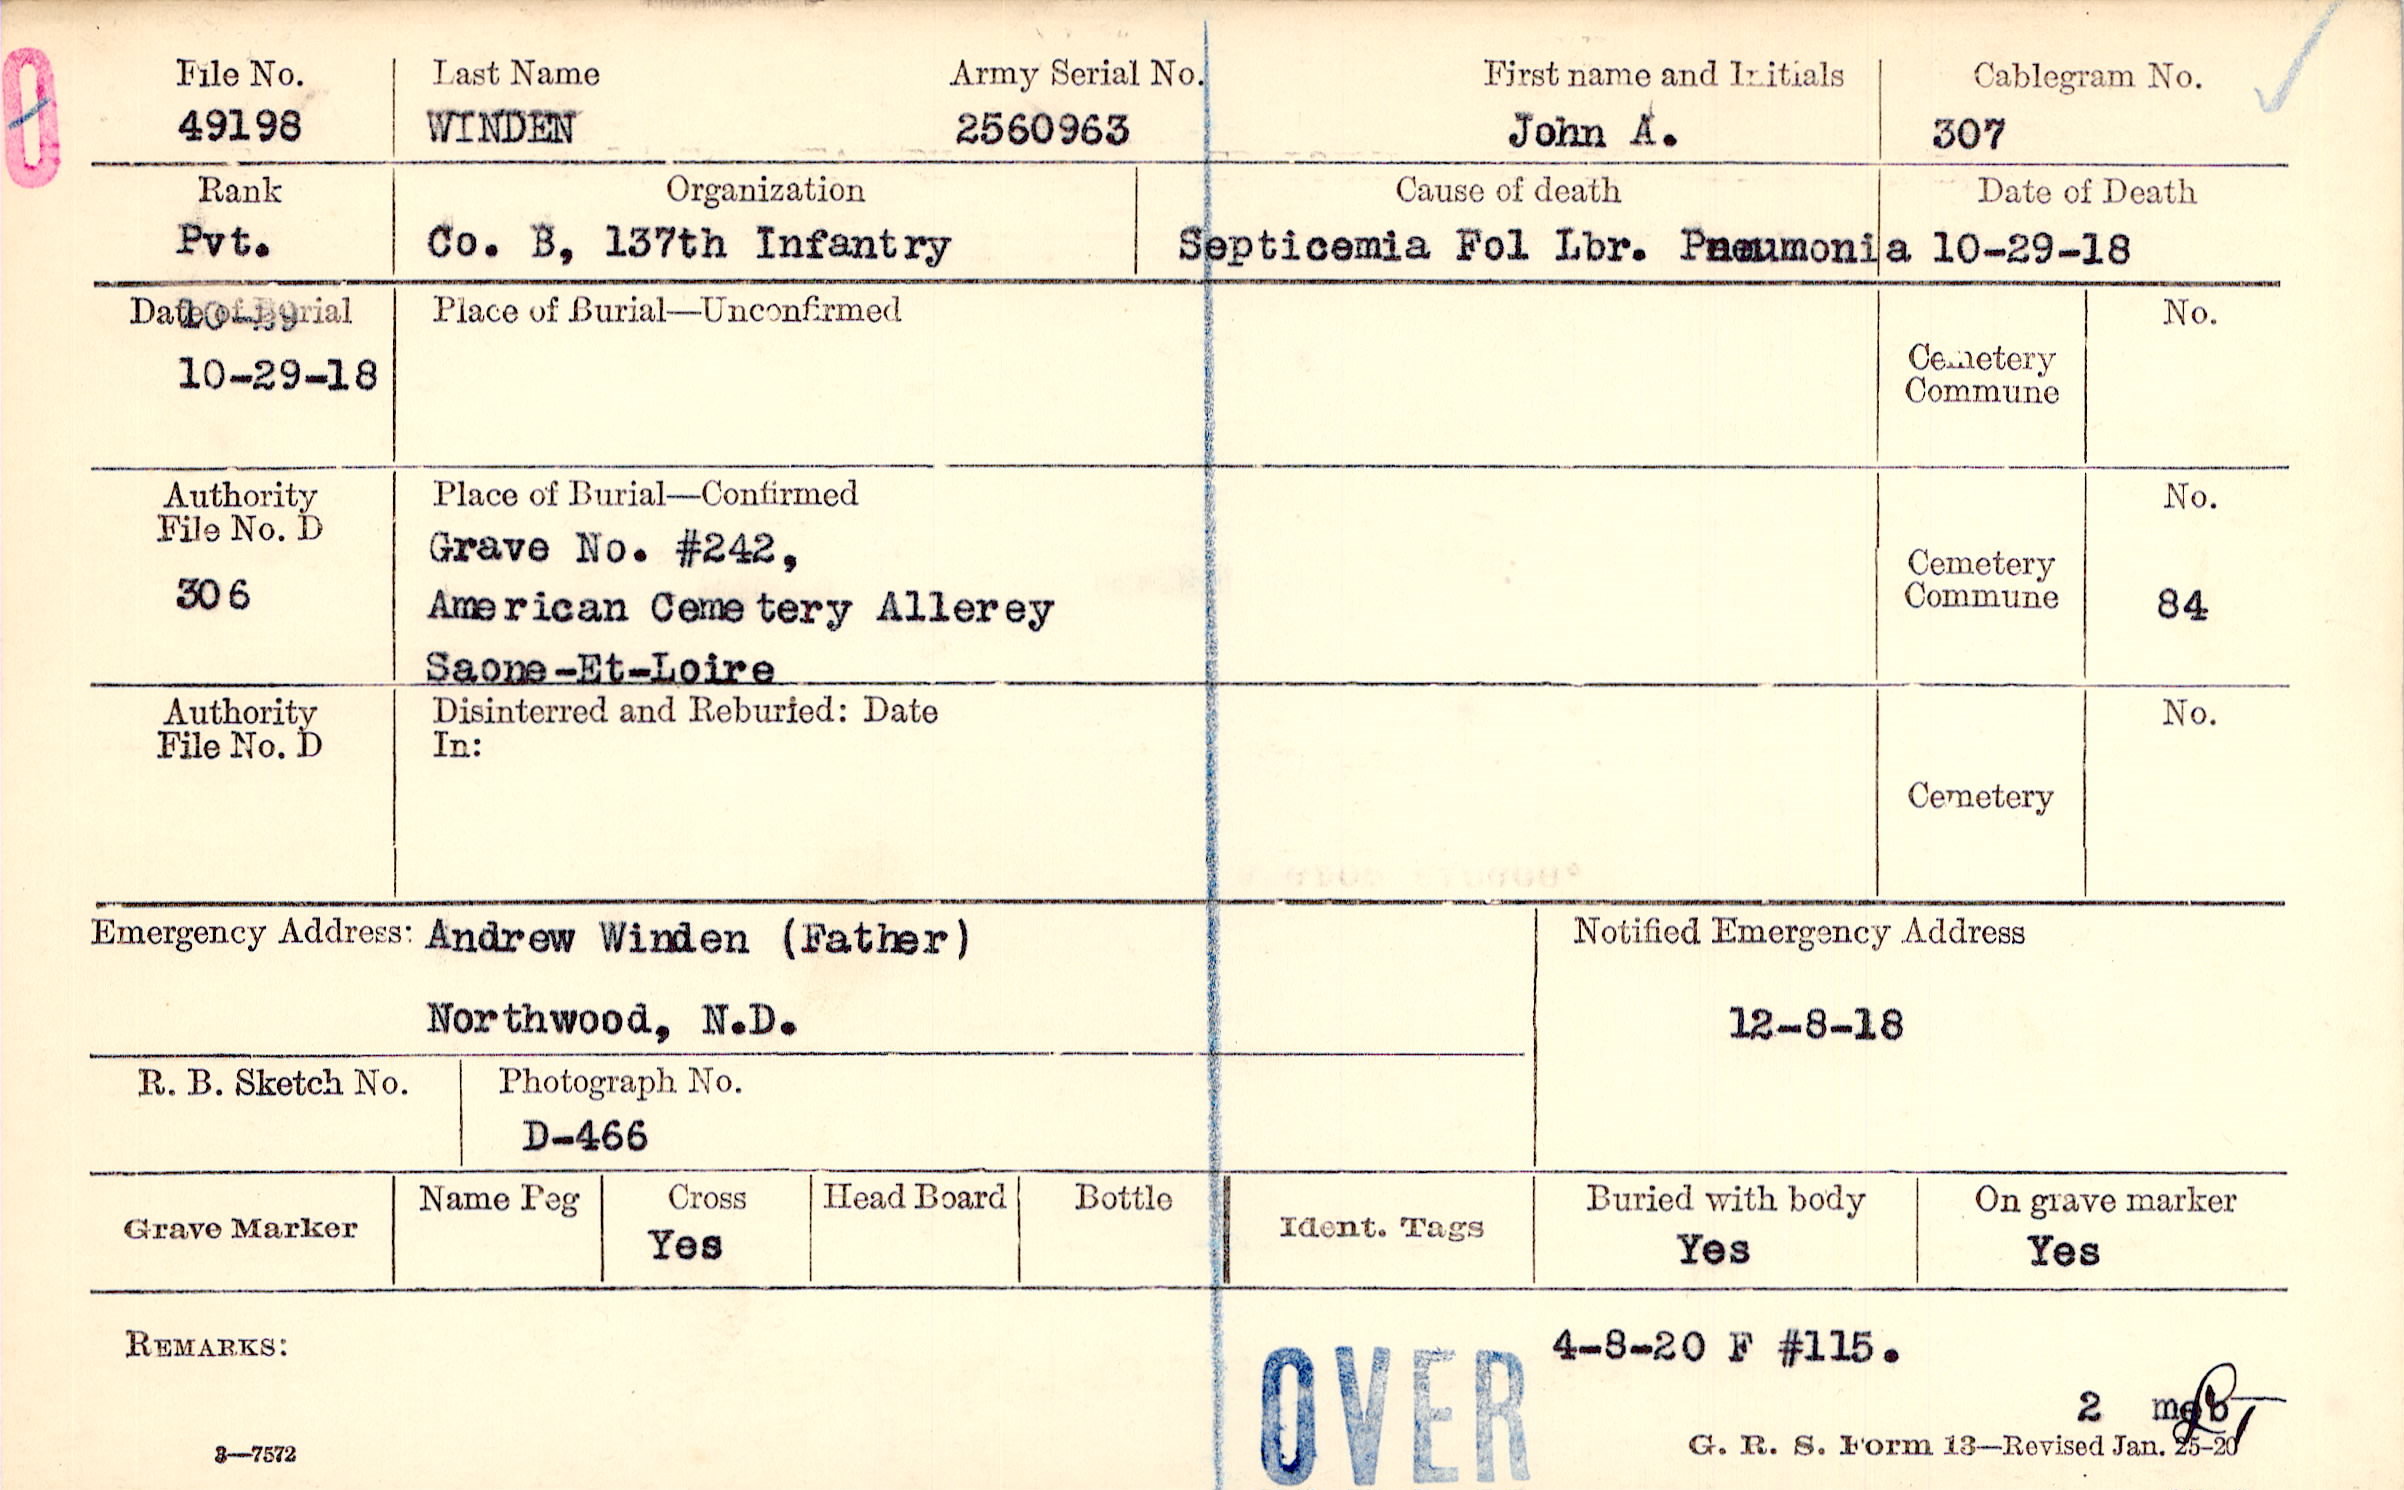 0
File No. Last Name Army Serial No. First name and Initials Cablegram No.
49198 WINDEN 2560963 John A. 307
Rank Organization Cause of death Date of Death
Pvt. Co. B, 137th Infantry Septicemia Fol Lbr. Pneumonia 10-29-18
Date of Burial Place of Burial—Unconfirmed No.
10-29
10-29-18
Cemetery
Commune
Authority Place of Burial—Confirmed No.
File No. D
Grave No. #242,
306 American Cemetery Allerey
Cemetery
Commune 84
Saone-Et-Loire
Authority Disinterred and Reburied: Date No.
File No. D In:
Cemetery
Emergency Address: Andrew Winden (Father) Notified Emergency Address
Northwood, N.D. 12-8-18
R. B. Sketch No. Photograph No.
D-466
Grave Marker Name Peg Cross Head Board Bottle Ident. Tags Buried with body On grave marker
Yes Yes Yes
REMARKS: 4-8-20 F #115.
OVER
2
3—7572 G. R. S. Form 13—Revised Jan. 25-20